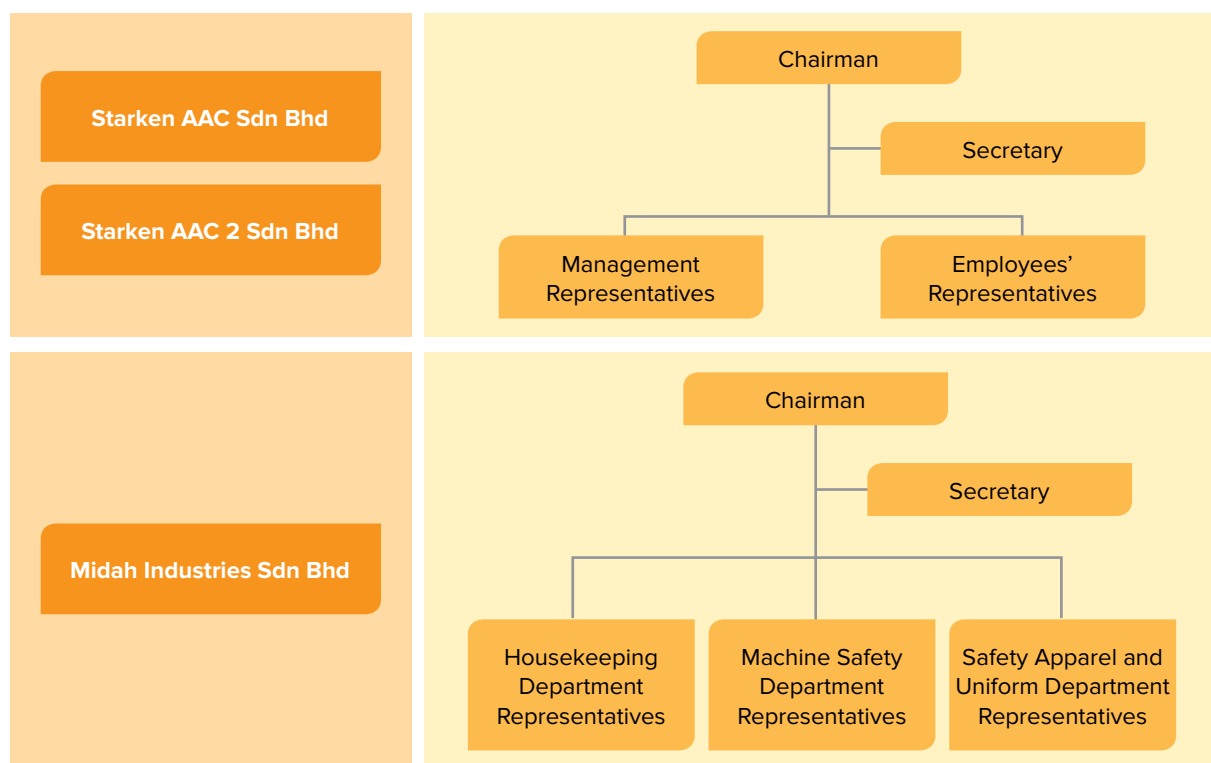 Starken AAC Sdn Bhd
Starken AAC 2 Sdn Bhd
Chairman
Secretary
Management
Representatives
Employees’
Representatives
Midah Industries Sdn Bhd
Chairman
Secretary
Housekeeping
Department
Representatives
Machine Safety
Department
Representatives
Safety Apparel and
Uniform Department
Representatives